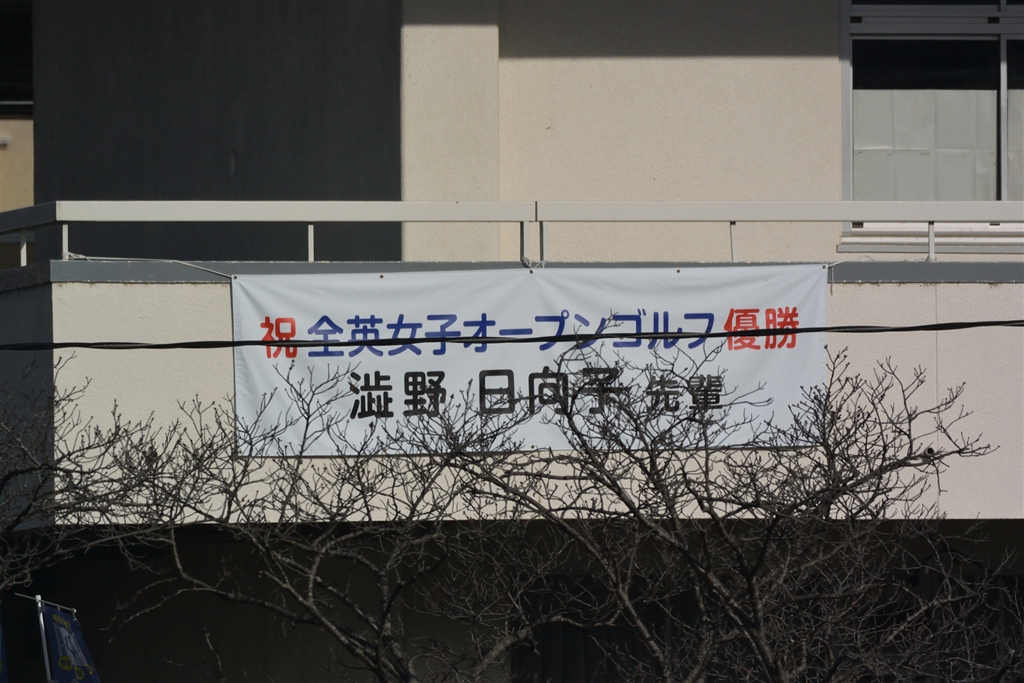 祝 全英女子オープンゴルフ 優勝
澁野 日向子 先輩